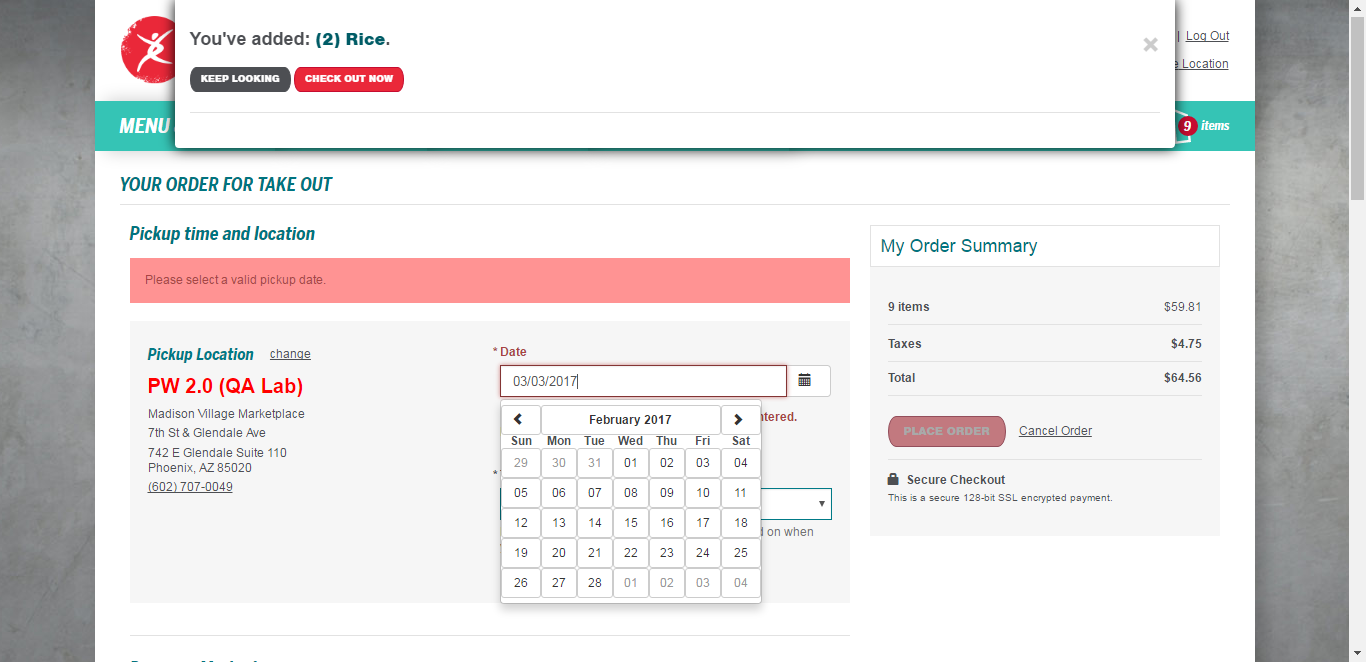 You've added: (2) Rice.
KEEP LOOKING CHECK OUT NOW
×
| Log Out
Location
MENU
9 items
YOUR ORDER FOR TAKE OUT
Pickup time and location
Please select a valid pickup date.
Pickup Location change
PW 2.0 (QA Lab)
Madison Village Marketplace
7th St & Glendale Ave
742 E Glendale Suite 110
Phoenix, AZ 85020
(602) 707-0049
* Date
03/03/2017
February 2017
Sun Mon Tue Wed Thu Fri Sat
29 30 31 01 02 03 04
05 06 07 08 09 10 11
12 13 14 15 16 17 18
19 20 21 22 23 24 25
26 27 28 01 02 03 04
ntered.
*
d on when
My Order Summary
9 items $59.81
Taxes $4.75
Total $64.56
PLACE ORDER Cancel Order
Secure Checkout
This is a secure 128-bit SSL encrypted payment.